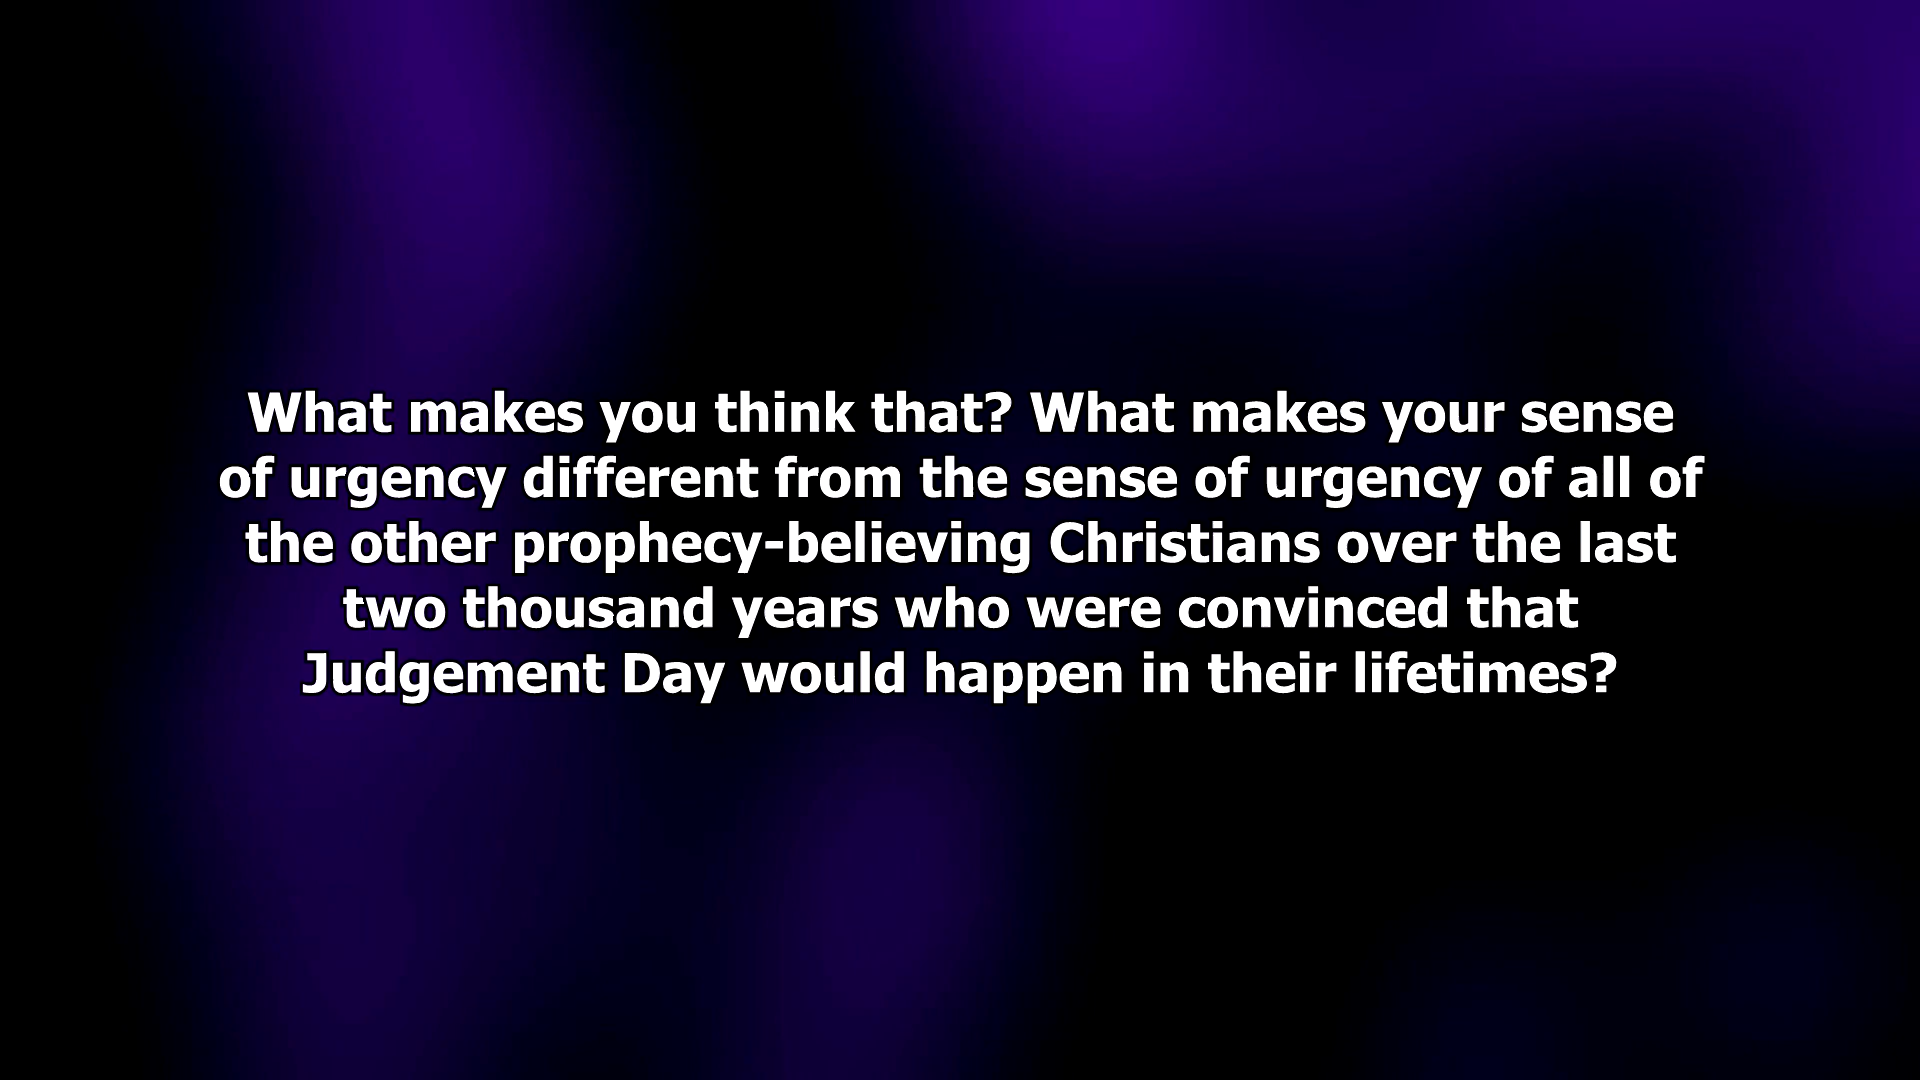 What makes you think that? What makes your sense
of urgency different from the sense of urgency of all of
the other prophecy-believing Christians over the last
two thousand years who were convinced that
Judgement Day would happen in their lifetimes?